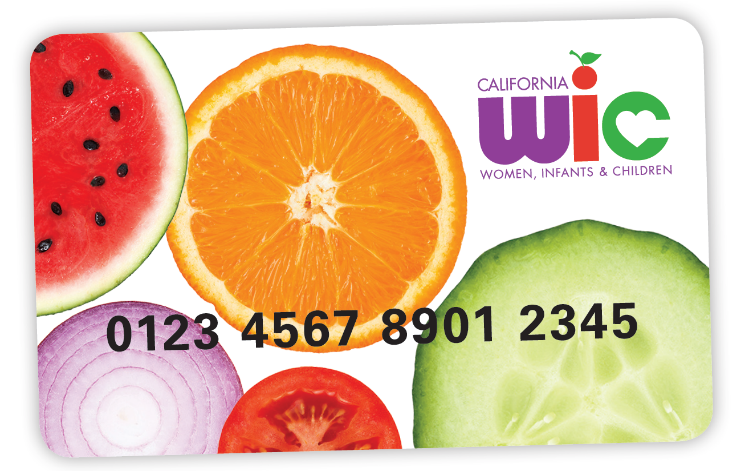 CALIFORNIA
wic
WOMEN, INFANTS & CHILDREN
0123 4567 8901 2345